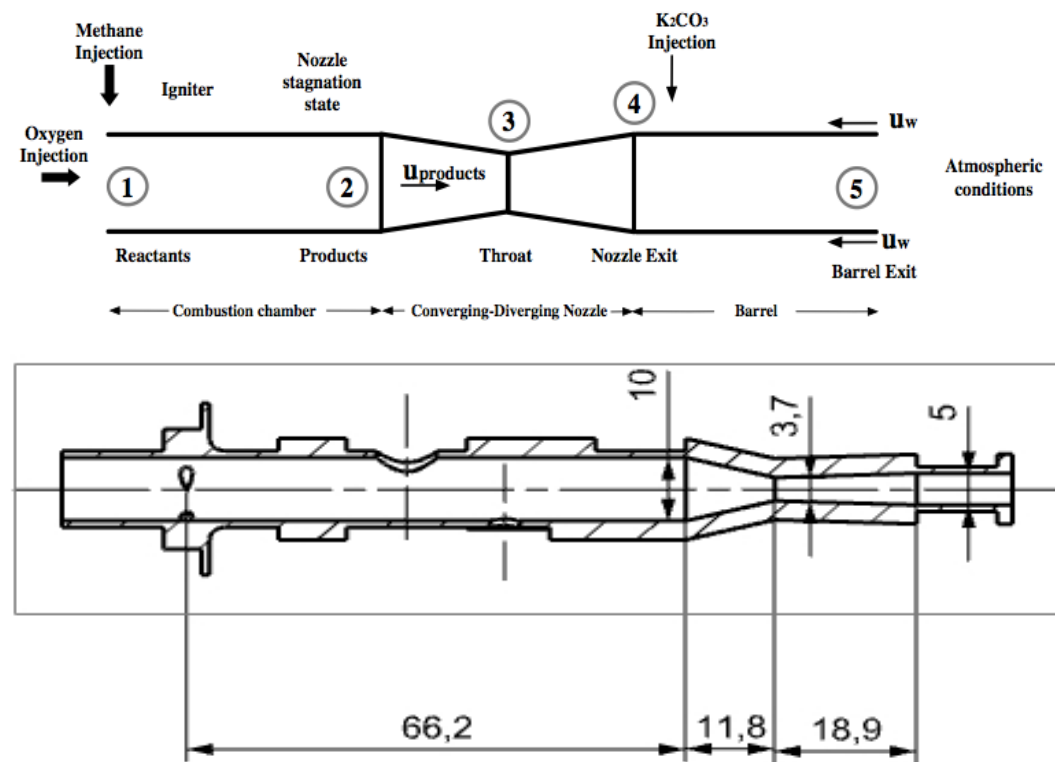 Methane
Injection
Igniter
Nozzle
stagnation
state
K₂CO₃
Injection
Oxygen
Injection
1
2
uproducts
3
4
5
uw
uw
Atmospheric
conditions
Reactants
Products
Throat
Nozzle Exit
Barrel Exit
Combustion chamber
Converging-Diverging Nozzle
Barrel
10
3,7
5
66,2
11,8
18,9